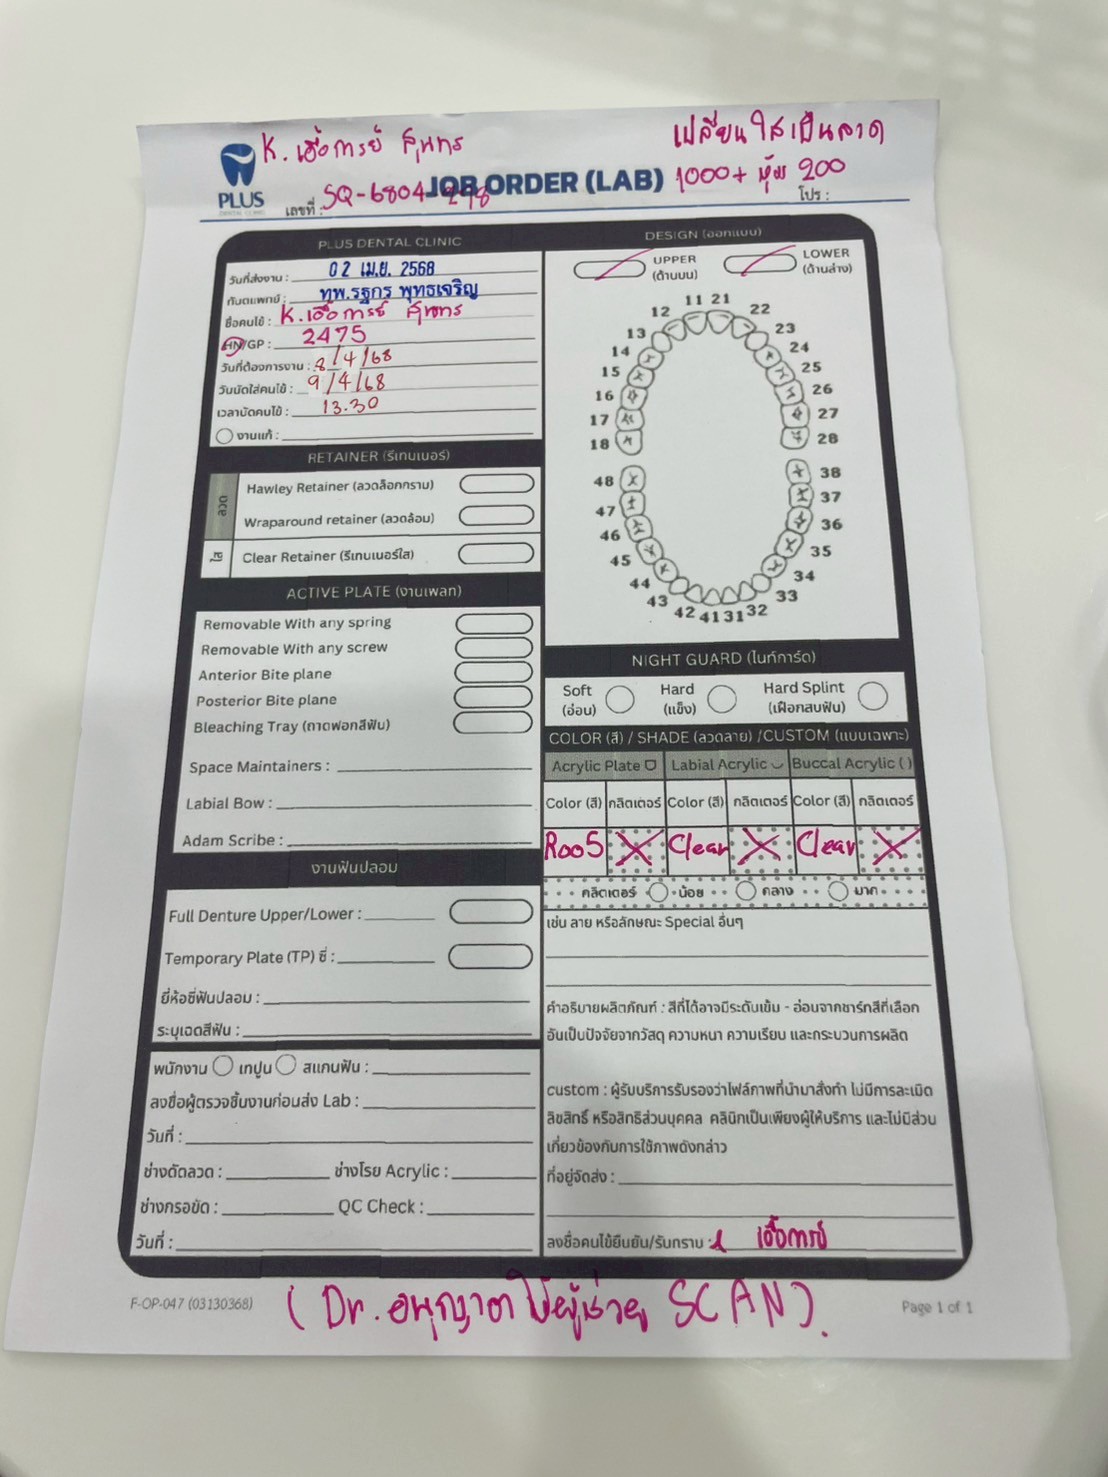 K. เอื้อการย์ สุนทร
เปลี่ยนใสเป็นลวด
1000+ หุ้ม 200
PLUS
DENTAL CLINIC
JOB ORDER (LAB)
เลขที่ : SQ-6804-298
โปร :
PLUS DENTAL CLINIC
วันที่ส่งงาน : 02 เม.ย. 2568
ทันตแพทย์ : ทพ.รฐกร พุทธเจริญ
ชื่อคนไข้ : K.เอื้อการย์ สุนทร
HN/GP : 2475
วันที่ต้องการงาน : 8/4/68
วันนัดใส่คนไข้ : 9/4/68
เวลานัดคนไข้ : 13.30
งานแก้ :
RETAINER (รีเทนเนอร์)
ลวด
Hawley Retainer (ลวดล็อกกราม)
Wraparound retainer (ลวดอ้อม)
ใส
Clear Retainer (รีเทนเนอร์ใส)
ACTIVE PLATE (งานเพลท)
Removable With any spring
Removable With any screw
Anterior Bite plane
Posterior Bite plane
Bleaching Tray (ถาดฟอกสีฟัน)
Space Maintainers :
Labial Bow :
Adam Scribe :
งานฟันปลอม
Full Denture Upper/Lower :
Temporary Plate (TP) ซี่ :
ยี่ห้อซี่ฟันปลอม :
ระบุเฉดสีฟัน :
พนักงาน เทปูน สแกนฟัน :
ลงชื่อผู้ตรวจชิ้นงานก่อนส่ง Lab :
วันที่ :
ช่างดัดลวด : ช่างโรย Acrylic :
ช่างกรอขัด : QC Check :
วันที่ :
DESIGN (ออกแบบ)
UPPER (ด้านบน)
LOWER (ด้านล่าง)
11 21
12 22
13 23
14 24
15 25
16 26
17 27
18 28
48 38
47 37
46 36
45 35
44 34
43 33
42 41 31 32
NIGHT GUARD (ไนท์การ์ด)
Soft (อ่อน)
Hard (แข็ง)
Hard Splint (เฝือกสบฟัน)
COLOR (สี) / SHADE (ลวดลาย) /CUSTOM (แบบเฉพาะ)
Acrylic Plate Labial Acrylic Buccal Acrylic ( )
Color (สี) กลิตเตอร์ Color (สี) กลิตเตอร์ Color (สี) กลิตเตอร์
R005 X Clear X Clear X
กลิตเตอร์ น้อย กลาง มาก
เช่น ลาย หรือลักษณะ Special อื่นๆ
คำอธิบายผลิตภัณฑ์ : สีที่ได้อาจมีระดับเข้ม - อ่อนจากชาร์ทสีที่เลือก
อันเป็นปัจจัยจากวัสดุ ความหนา ความเรียบ และกระบวนการผลิต
custom : ผู้รับบริการรับรองว่าไฟล์ภาพที่นำมาสั่งทำ ไม่มีการละเมิด
ลิขสิทธิ์ หรือสิทธิส่วนบุคคล คลินิกเป็นเพียงผู้ให้บริการ และไม่มีส่วน
เกี่ยวข้องกับการใช้ภาพดังกล่าว
ที่อยู่จัดส่ง :
ลงชื่อคนไข้ยืนยัน/รับทราบ : เอื้อการย์
F-OP-047 (03130368)
(Dr. อนุญาตให้ผู้ช่วย SCAN).
Page 1 of 1